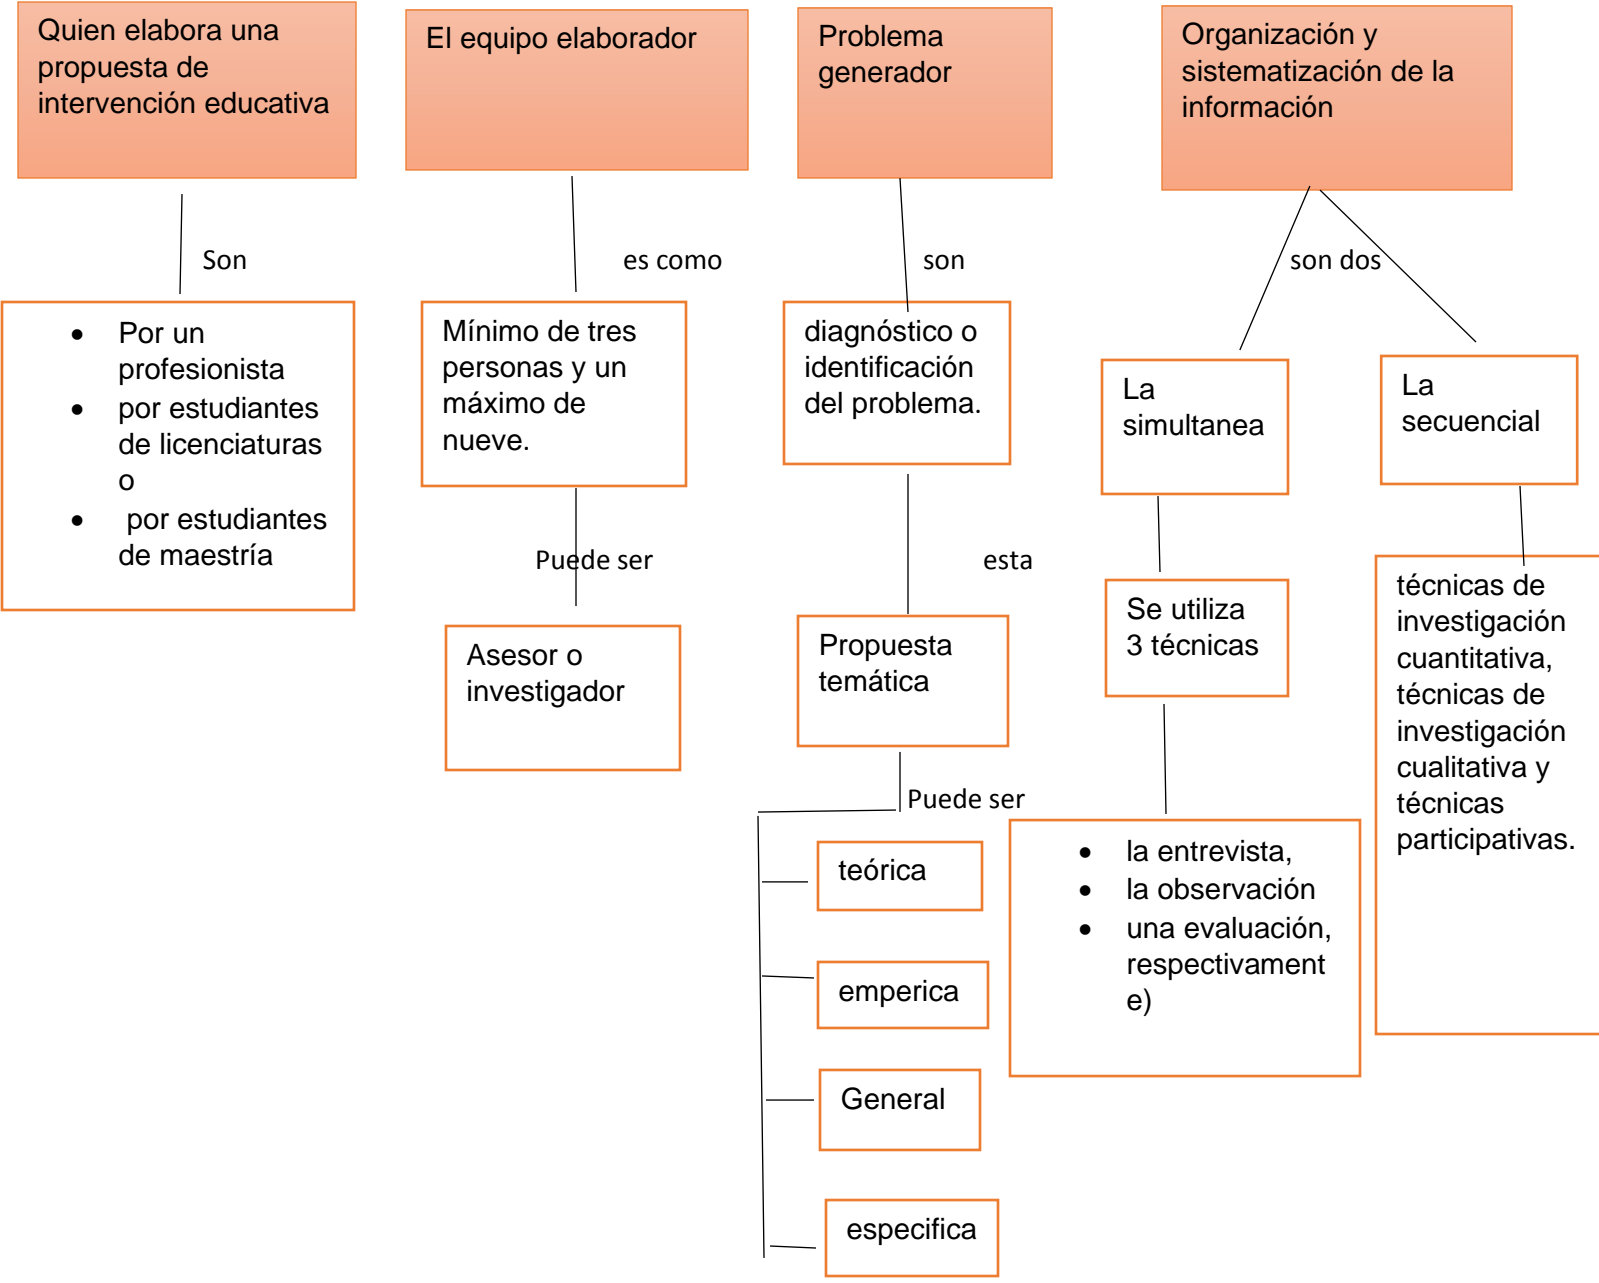 Quien elabora una
propuesta de
intervención educativa
El equipo elaborador
Problema
generador
Organización y
sistematización de la
información
Son
es como
son
son dos
• Por un
profesionista
• por estudiantes
de licenciaturas
o
• por estudiantes
de maestría
Mínimo de tres
personas y un
máximo de
nueve.
diagnóstico o
identificación
del problema.
La
simultanea
La
secuencial
Puede ser
esta
Asesor o
investigador
Propuesta
temática
Se utiliza
3 técnicas
técnicas de
investigación
cuantitativa,
técnicas de
investigación
cualitativa y
técnicas
participativas.
Puede ser
teórica
emperica
General
especifica
• la entrevista,
• la observación
• una evaluación,
respectivament
e)